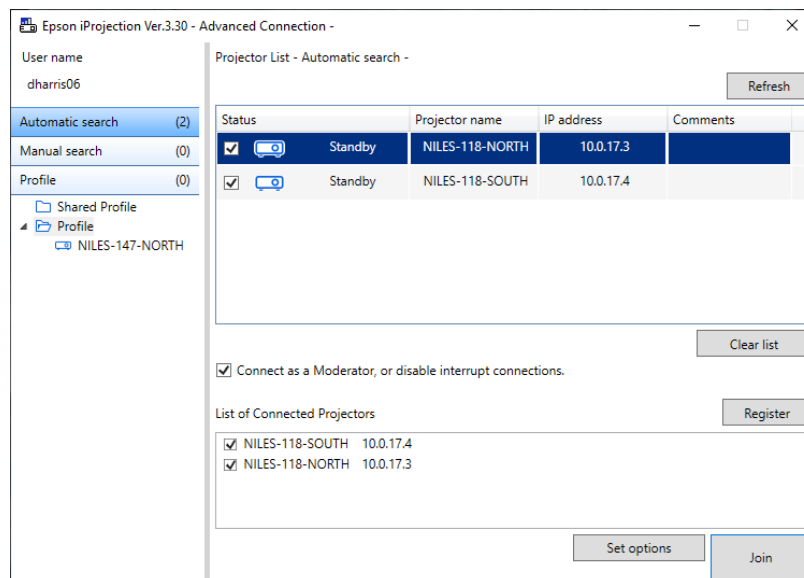 Epson iProjection Ver.3.30 - Advanced Connection -
User name
dharris06
Projector List - Automatic search -
Refresh
Automatic search (2)
Manual search (0)
Profile (0)
Shared Profile
Profile
NILES-147-NORTH
Status Projector name IP address Comments
Standby NILES-118-NORTH 10.0.17.3
Standby NILES-118-SOUTH 10.0.17.4
Clear list
Connect as a Moderator, or disable interrupt connections.
List of Connected Projectors
Register
NILES-118-SOUTH 10.0.17.4
NILES-118-NORTH 10.0.17.3
Set options
Join